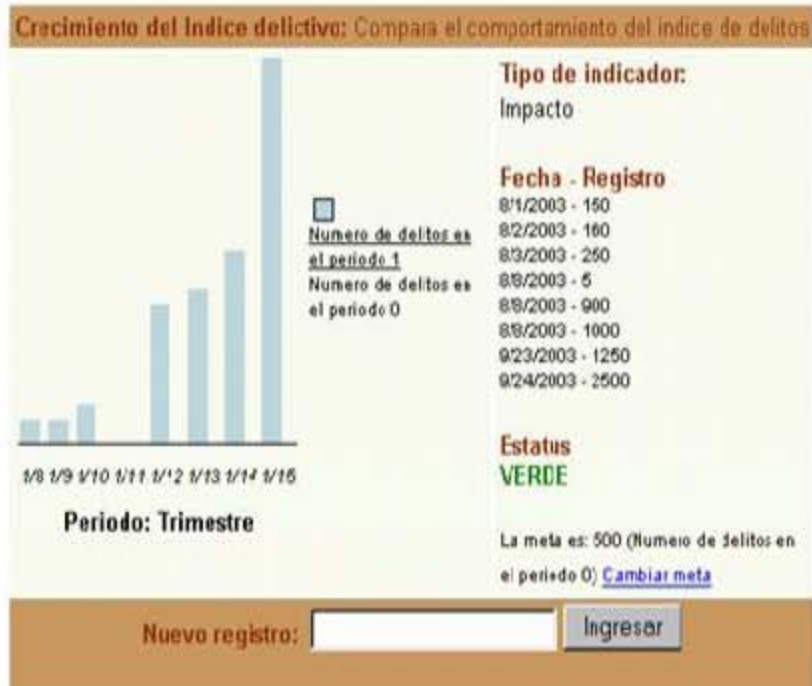 Crecimiento del Indice delictivo: Compara el comportamiento del indice de delitos
Tipo de indicador:
Impacto
Fecha - Registro
8/1/2003 - 150
8/2/2003 - 160
8/3/2003 - 250
8/8/2003 - 5
8/8/2003 - 900
8/8/2003 - 1000
9/23/2003 - 1250
9/24/2003 - 2500
Numero de delitos en
el periodo 1
Numero de delitos en
el periodo 0
1/8 1/9 1/10 1/11 1/12 1/13 1/14 1/15
Periodo: Trimestre
Estatus
VERDE
La meta es: 500 (Numero de delitos en
el periodo 0) Cambiar meta
Nuevo registro:
Ingresar